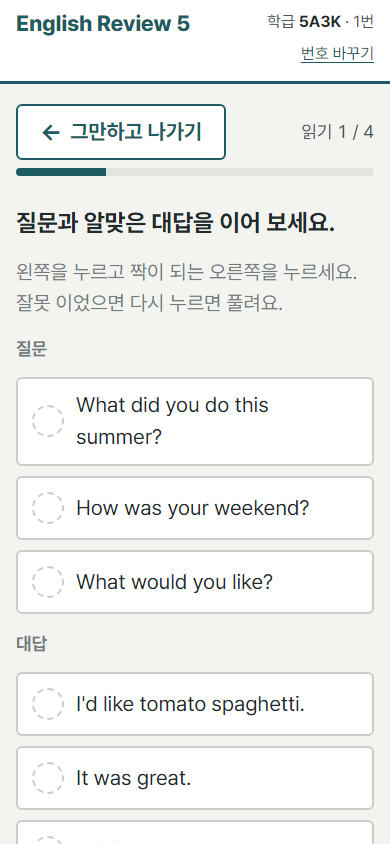 English Review 5
학급 5A3K · 1번
번호 바꾸기
← 그만하고 나가기
읽기 1 / 4
질문과 알맞은 대답을 이어 보세요.
왼쪽을 누르고 짝이 되는 오른쪽을 누르세요.
잘못 이었으면 다시 누르면 풀려요.
질문
What did you do this
summer?
How was your weekend?
What would you like?
대답
I'd like tomato spaghetti.
It was great.